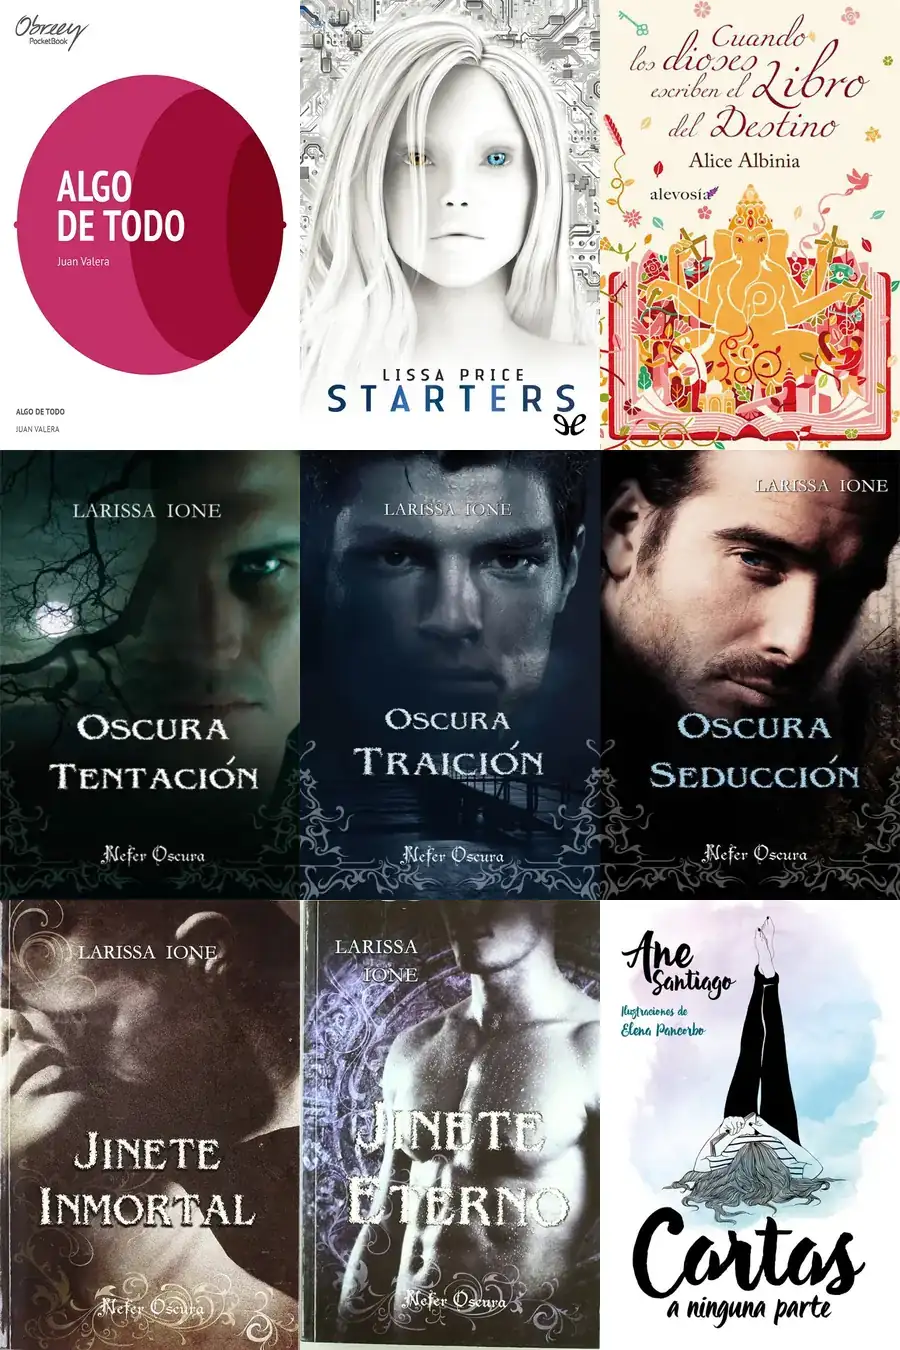 Obreey
PocketBook
ALGO
DE TODO
Juan Valera
ALGO DE TODO
JUAN VALERA
LISSA PRICE
STARTERS
Cuando
los dioses
escriben el Libro
del Destino
Alice Albinia
alevosía
LARISSA IONE
OSCURA
TENTACIÓN
Nefer Oscura
LARISSA IONE
OSCURA
TRAICIÓN
Nefer Oscura
LARISSA IONE
OSCURA
SEDUCCIÓN
Nefer Oscura
LARISSA IONE
JINETE
INMORTAL
Nefer Oscura
LARISSA
IONE
JINETE
ETERNO
Nefer Oscura
Ane
Santiago
Ilustraciones de
Elena Pancorbo
Cartas
a ninguna parte